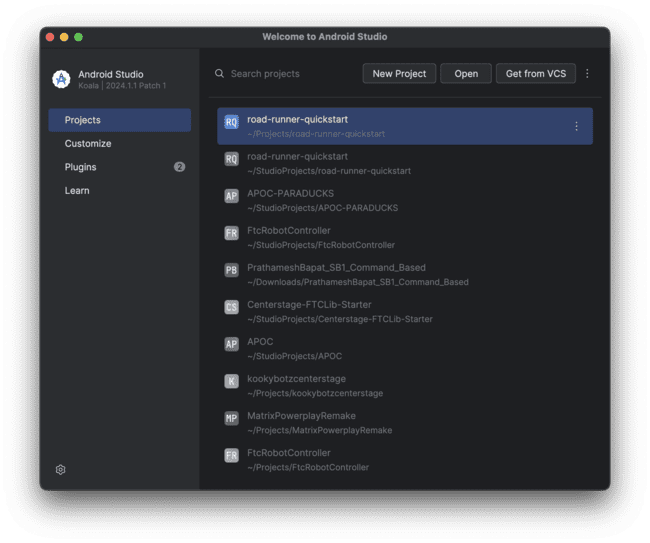 Welcome to Android Studio
Android Studio
Koala | 2024.1.1 Patch 1
Search projects
New Project
Open
Get from VCS
Projects
Customize
Plugins
2
Learn
RQ
road-runner-quickstart
~/Projects/road-runner-quickstart
RQ
road-runner-quickstart
~/StudioProjects/road-runner-quickstart
AP
APOC-PARADUCKS
~/StudioProjects/APOC-PARADUCKS
FR
FtcRobotController
~/StudioProjects/FtcRobotController
PB
PrathameshBapat_SB1_Command_Based
~/Downloads/PrathameshBapat_SB1_Command_Based
CS
Centerstage-FTCLib-Starter
~/StudioProjects/Centerstage-FTCLib-Starter
AP
APOC
~/StudioProjects/APOC
K
kookybotzcenterstage
~/Projects/kookybotzcenterstage
MP
MatrixPowerplayRemake
~/Projects/MatrixPowerplayRemake
FR
FtcRobotController
~/Projects/FtcRobotController